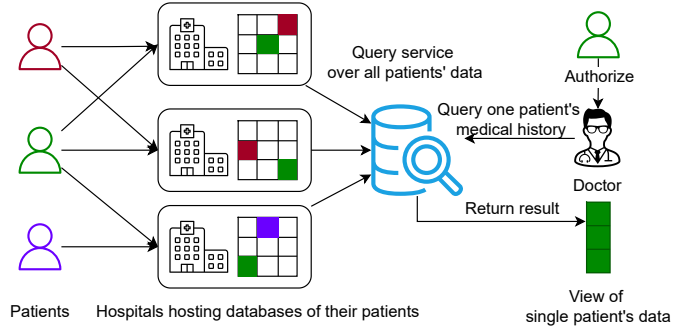 Query service
over all patients' data
Authorize
Query one patient's
medical history
Doctor
Return result
Patients
Hospitals hosting databases of their patients
View of
single patient's data